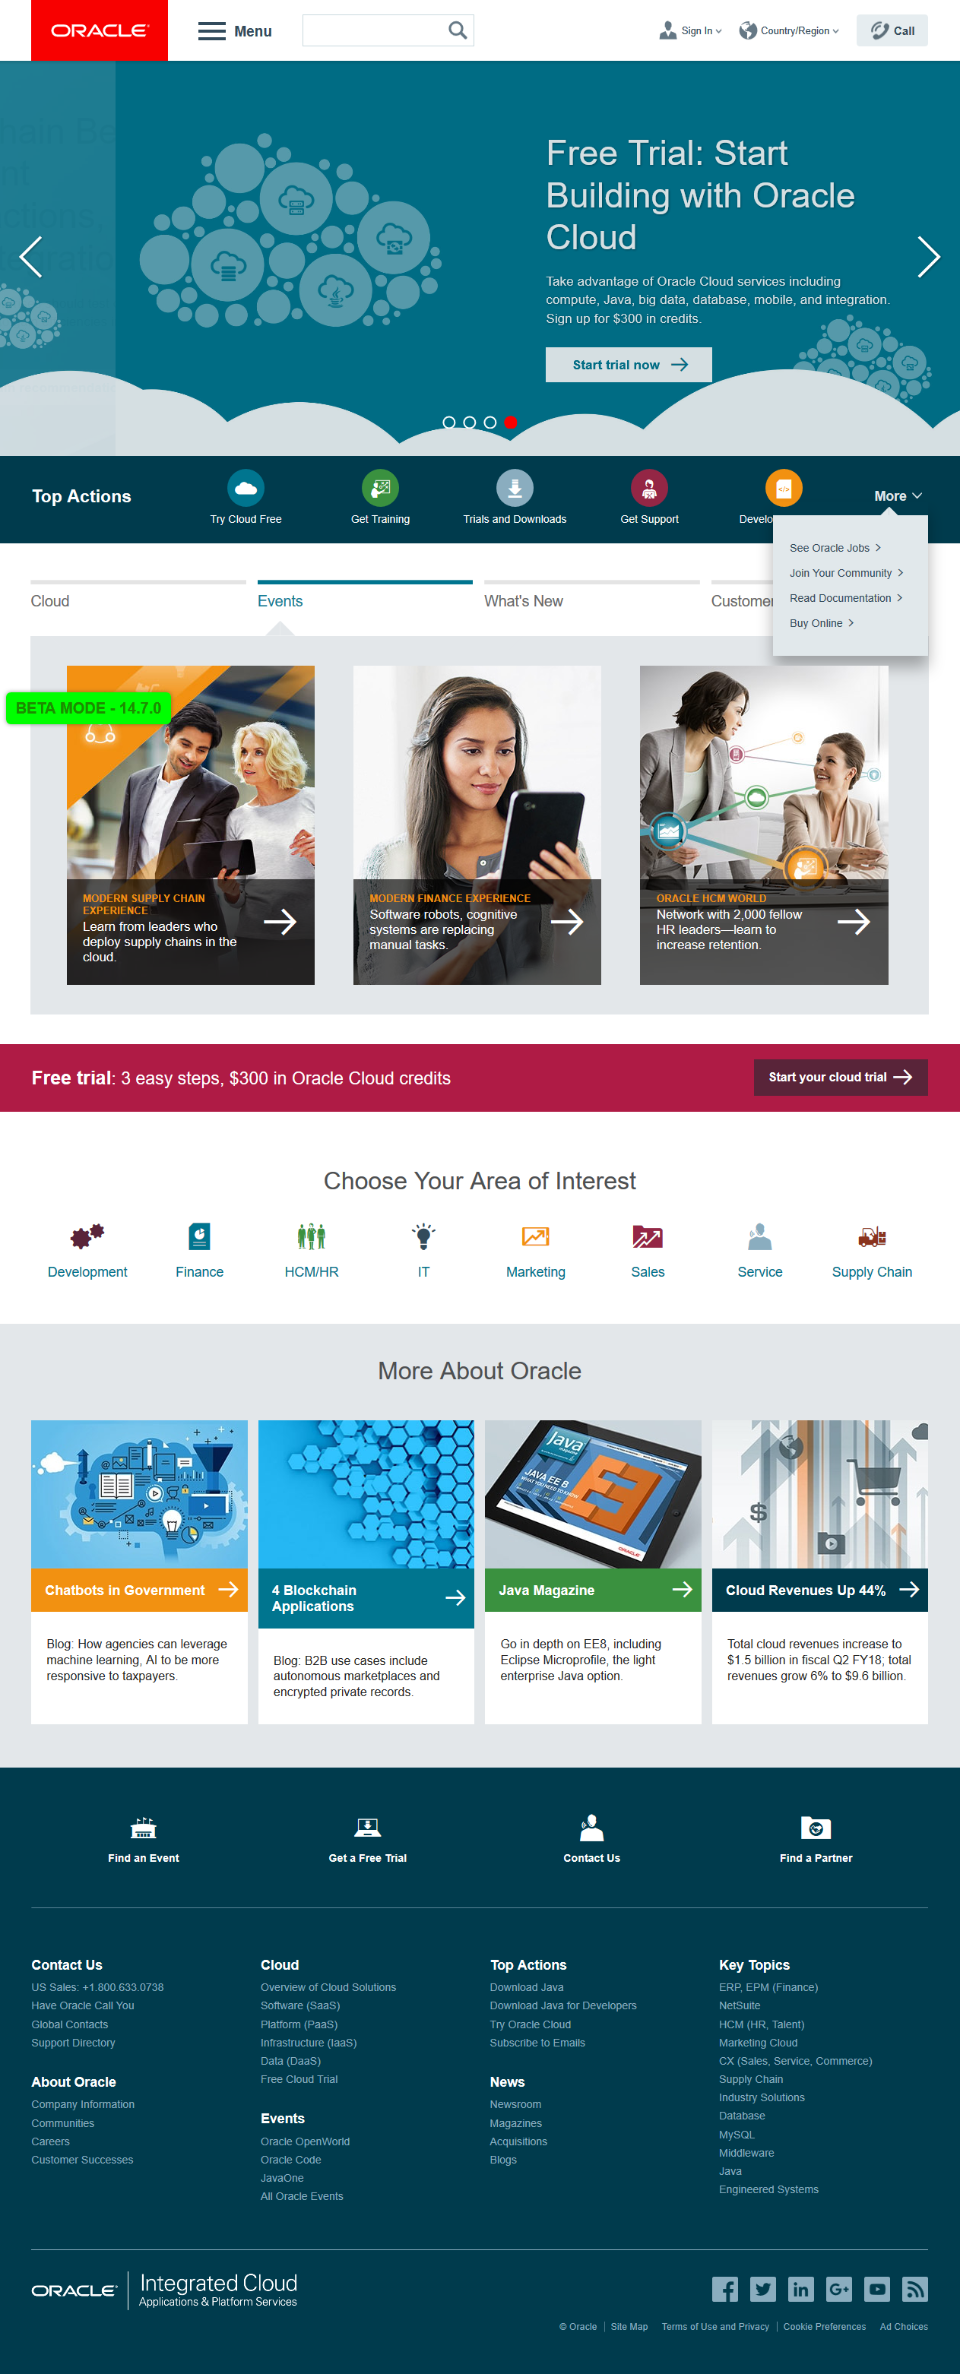 ORACLE
Menu
Sign In
Country/Region
Call
Free Trial: Start
Building with Oracle
Cloud
Take advantage of Oracle Cloud services including
compute, Java, big data, database, mobile, and integration.
Sign up for $300 in credits.
Start trial now
Top Actions
Try Cloud Free
Get Training
Trials and Downloads
Get Support
More
See Oracle Jobs
Join Your Community
Read Documentation
Buy Online
Cloud
Events
What's New
BETA MODE - 14.7.0
MODERN SUPPLY CHAIN
EXPERIENCE
Learn from leaders who
deploy supply chains in the
cloud.
MODERN FINANCE EXPERIENCE
Software robots, cognitive
systems are replacing
manual tasks.
ORACLE HCM WORLD
Network with 2,000 fellow
HR leaders—learn to
increase retention.
Free trial: 3 easy steps, $300 in Oracle Cloud credits
Start your cloud trial
Choose Your Area of Interest
Development
Finance
HCM/HR
IT
Marketing
Sales
Service
Supply Chain
More About Oracle
Java
JAVA EE 8
ORACLE
Chatbots in Government
4 Blockchain
Applications
Java Magazine
Cloud Revenues Up 44%
Blog: How agencies can leverage
machine learning, AI to be more
responsive to taxpayers.
Blog: B2B use cases include
autonomous marketplaces and
encrypted private records.
Go in depth on EE8, including
Eclipse Microprofile, the light
enterprise Java option.
Total cloud revenues increase to
$1.5 billion in fiscal Q2 FY18; total
revenues grow 6% to $9.6 billion.
Find an Event
Get a Free Trial
Contact Us
Find a Partner
Contact Us
US Sales: +1.800.633.0738
Have Oracle Call You
Global Contacts
Support Directory
About Oracle
Company Information
Communities
Careers
Customer Successes
Cloud
Overview of Cloud Solutions
Software (SaaS)
Platform (PaaS)
Infrastructure (IaaS)
Data (DaaS)
Free Cloud Trial
Events
Oracle OpenWorld
Oracle Code
JavaOne
All Oracle Events
Top Actions
Download Java
Download Java for Developers
Try Oracle Cloud
Subscribe to Emails
News
Newsroom
Magazines
Acquisitions
Blogs
Key Topics
ERP, EPM (Finance)
NetSuite
HCM (HR, Talent)
Marketing Cloud
CX (Sales, Service, Commerce)
Supply Chain
Industry Solutions
Database
MySQL
Middleware
Java
Engineered Systems
ORACLE
Integrated Cloud
Applications & Platform Services
© Oracle
Site Map
Terms of Use and Privacy
Cookie Preferences
Ad Choices